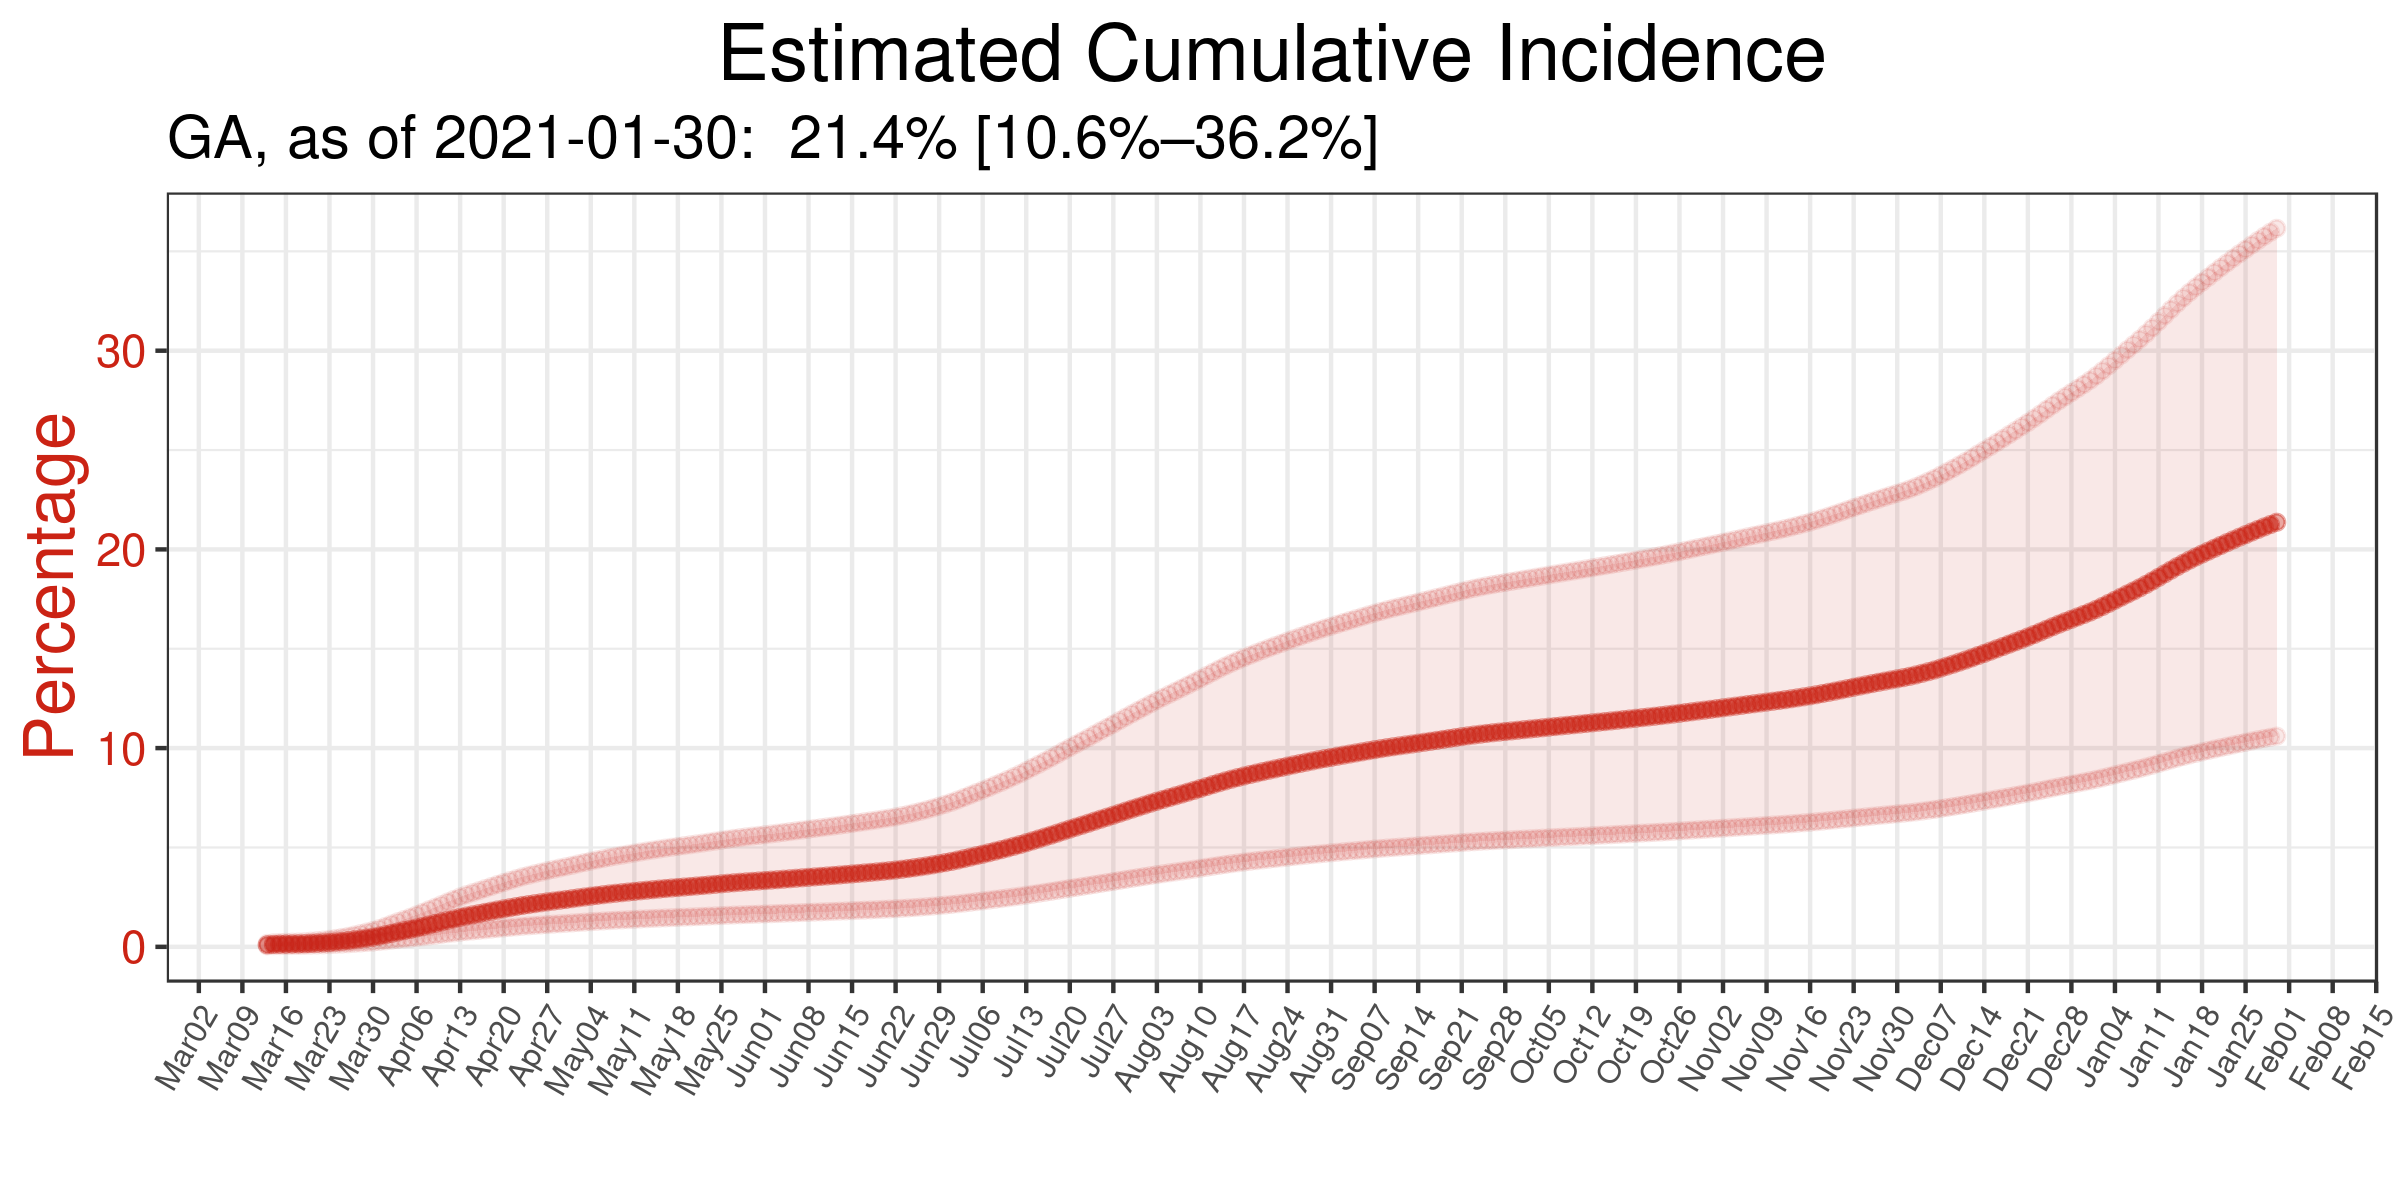 Estimated Cumulative Incidence
GA, as of 2021-01-30:  21.4% [10.6%–36.2%]
Percentage
30
20
10
0
Mar02 Mar09 Mar16 Mar23 Mar30 Apr06 Apr13 Apr20 Apr27 May04 May11 May18 May25 Jun01 Jun08 Jun15 Jun22 Jun29 Jul06 Jul13 Jul20 Jul27 Aug03 Aug10 Aug17 Aug24 Aug31 Sep07 Sep14 Sep21 Sep28 Oct05 Oct12 Oct19 Oct26 Nov02 Nov09 Nov16 Nov23 Nov30 Dec07 Dec14 Dec21 Dec28 Jan04 Jan11 Jan18 Jan25 Feb01 Feb08 Feb15